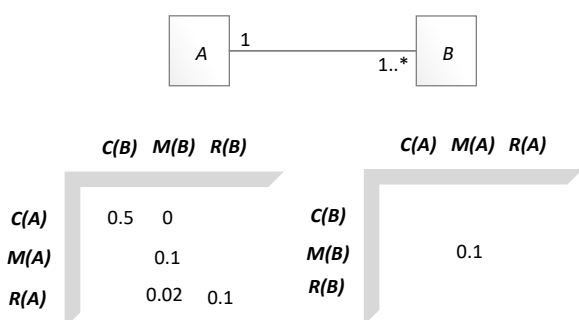 A 1 B
1..*
C(B) M(B) R(B)
C(A) 0.5 0
M(A) 0.1
R(A) 0.02 0.1
C(A) M(A) R(A)
C(B)
M(B) 0.1
R(B)